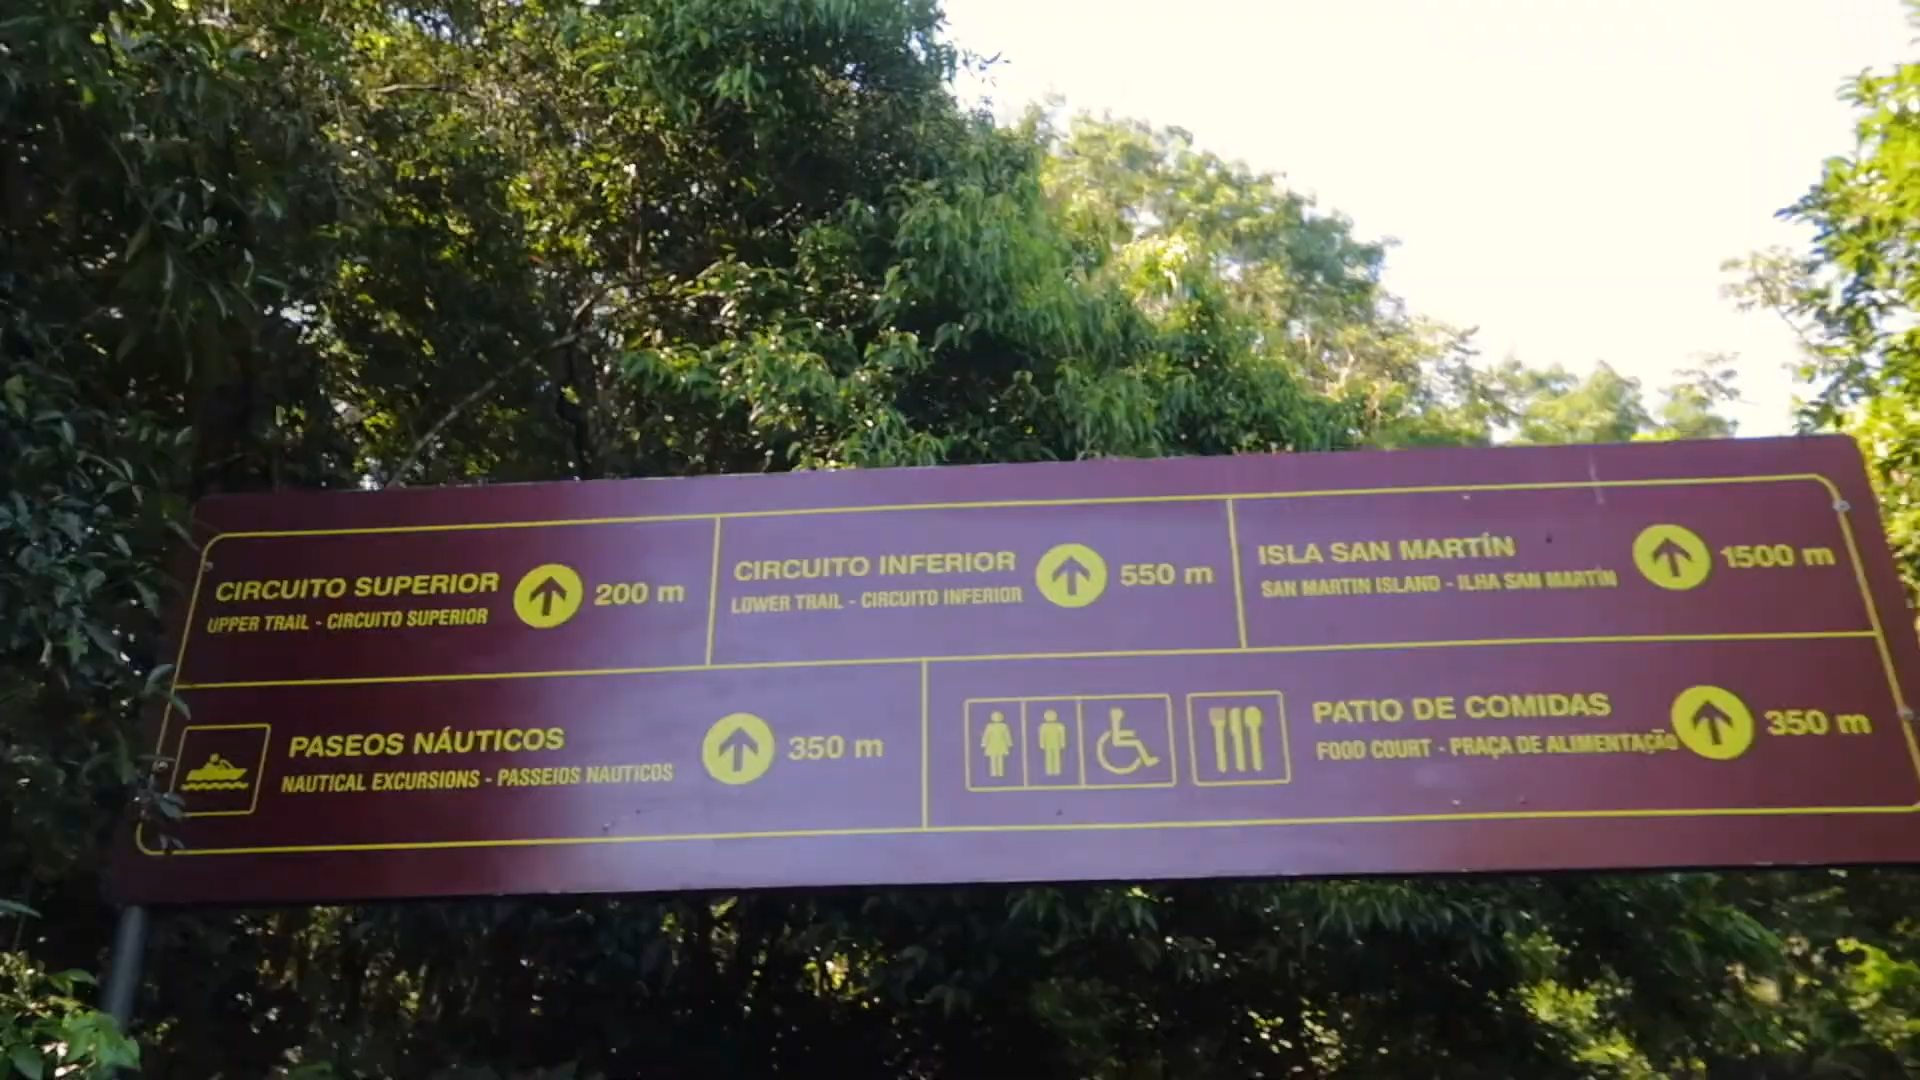 CIRCUITO SUPERIOR
UPPER TRAIL - CIRCUITO SUPERIOR
200 m
CIRCUITO INFERIOR
LOWER TRAIL - CIRCUITO INFERIOR
550 m
ISLA SAN MARTÍN
SAN MARTIN ISLAND - ILHA SAN MARTÍN
1500 m
PASEOS NÁUTICOS
NAUTICAL EXCURSIONS - PASSEIOS NAUTICOS
350 m
PATIO DE COMIDAS
FOOD COURT - PRAÇA DE ALIMENTAÇÃO
350 m